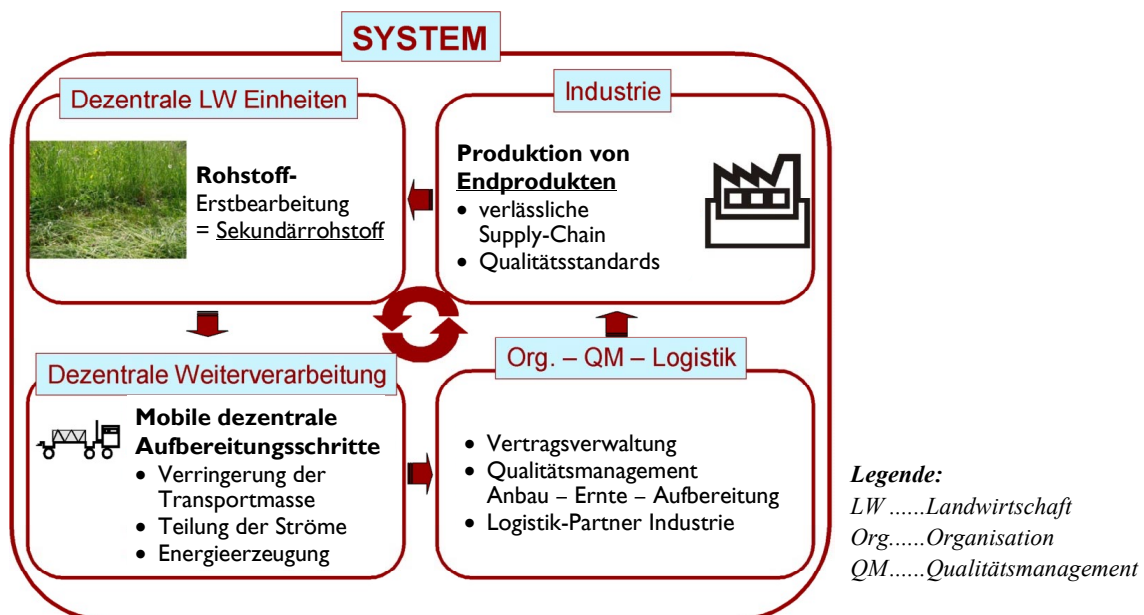 SYSTEM
Dezentrale LW Einheiten
Rohstoff-
Erstbearbeitung
= Sekundärrohstoff
Industrie
Produktion von
Endprodukten
• verlässliche
Supply-Chain
• Qualitätsstandards
Dezentrale Weiterverarbeitung
Mobile dezentrale
Aufbereitungsschritte
• Verringerung der
Transportmasse
• Teilung der Ströme
• Energieerzeugung
Org. – QM – Logistik
• Vertragsverwaltung
• Qualitätsmanagement
Anbau – Ernte – Aufbereitung
• Logistik-Partner Industrie
Legende:
LW ......Landwirtschaft
Org......Organisation
QM ......Qualitätsmanagement